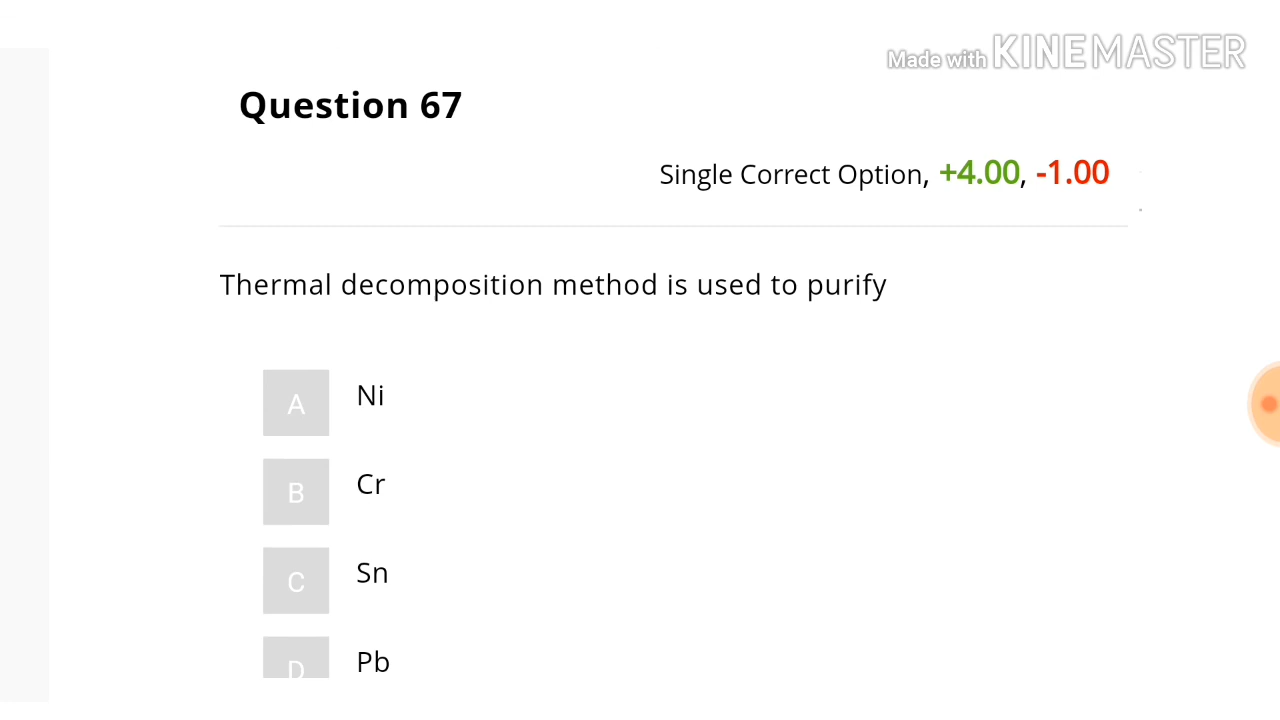 Made with KINEMASTER
Question 67
Single Correct Option, +4.00, -1.00
Thermal decomposition method is used to purify
A Ni
B Cr
C Sn
D Pb